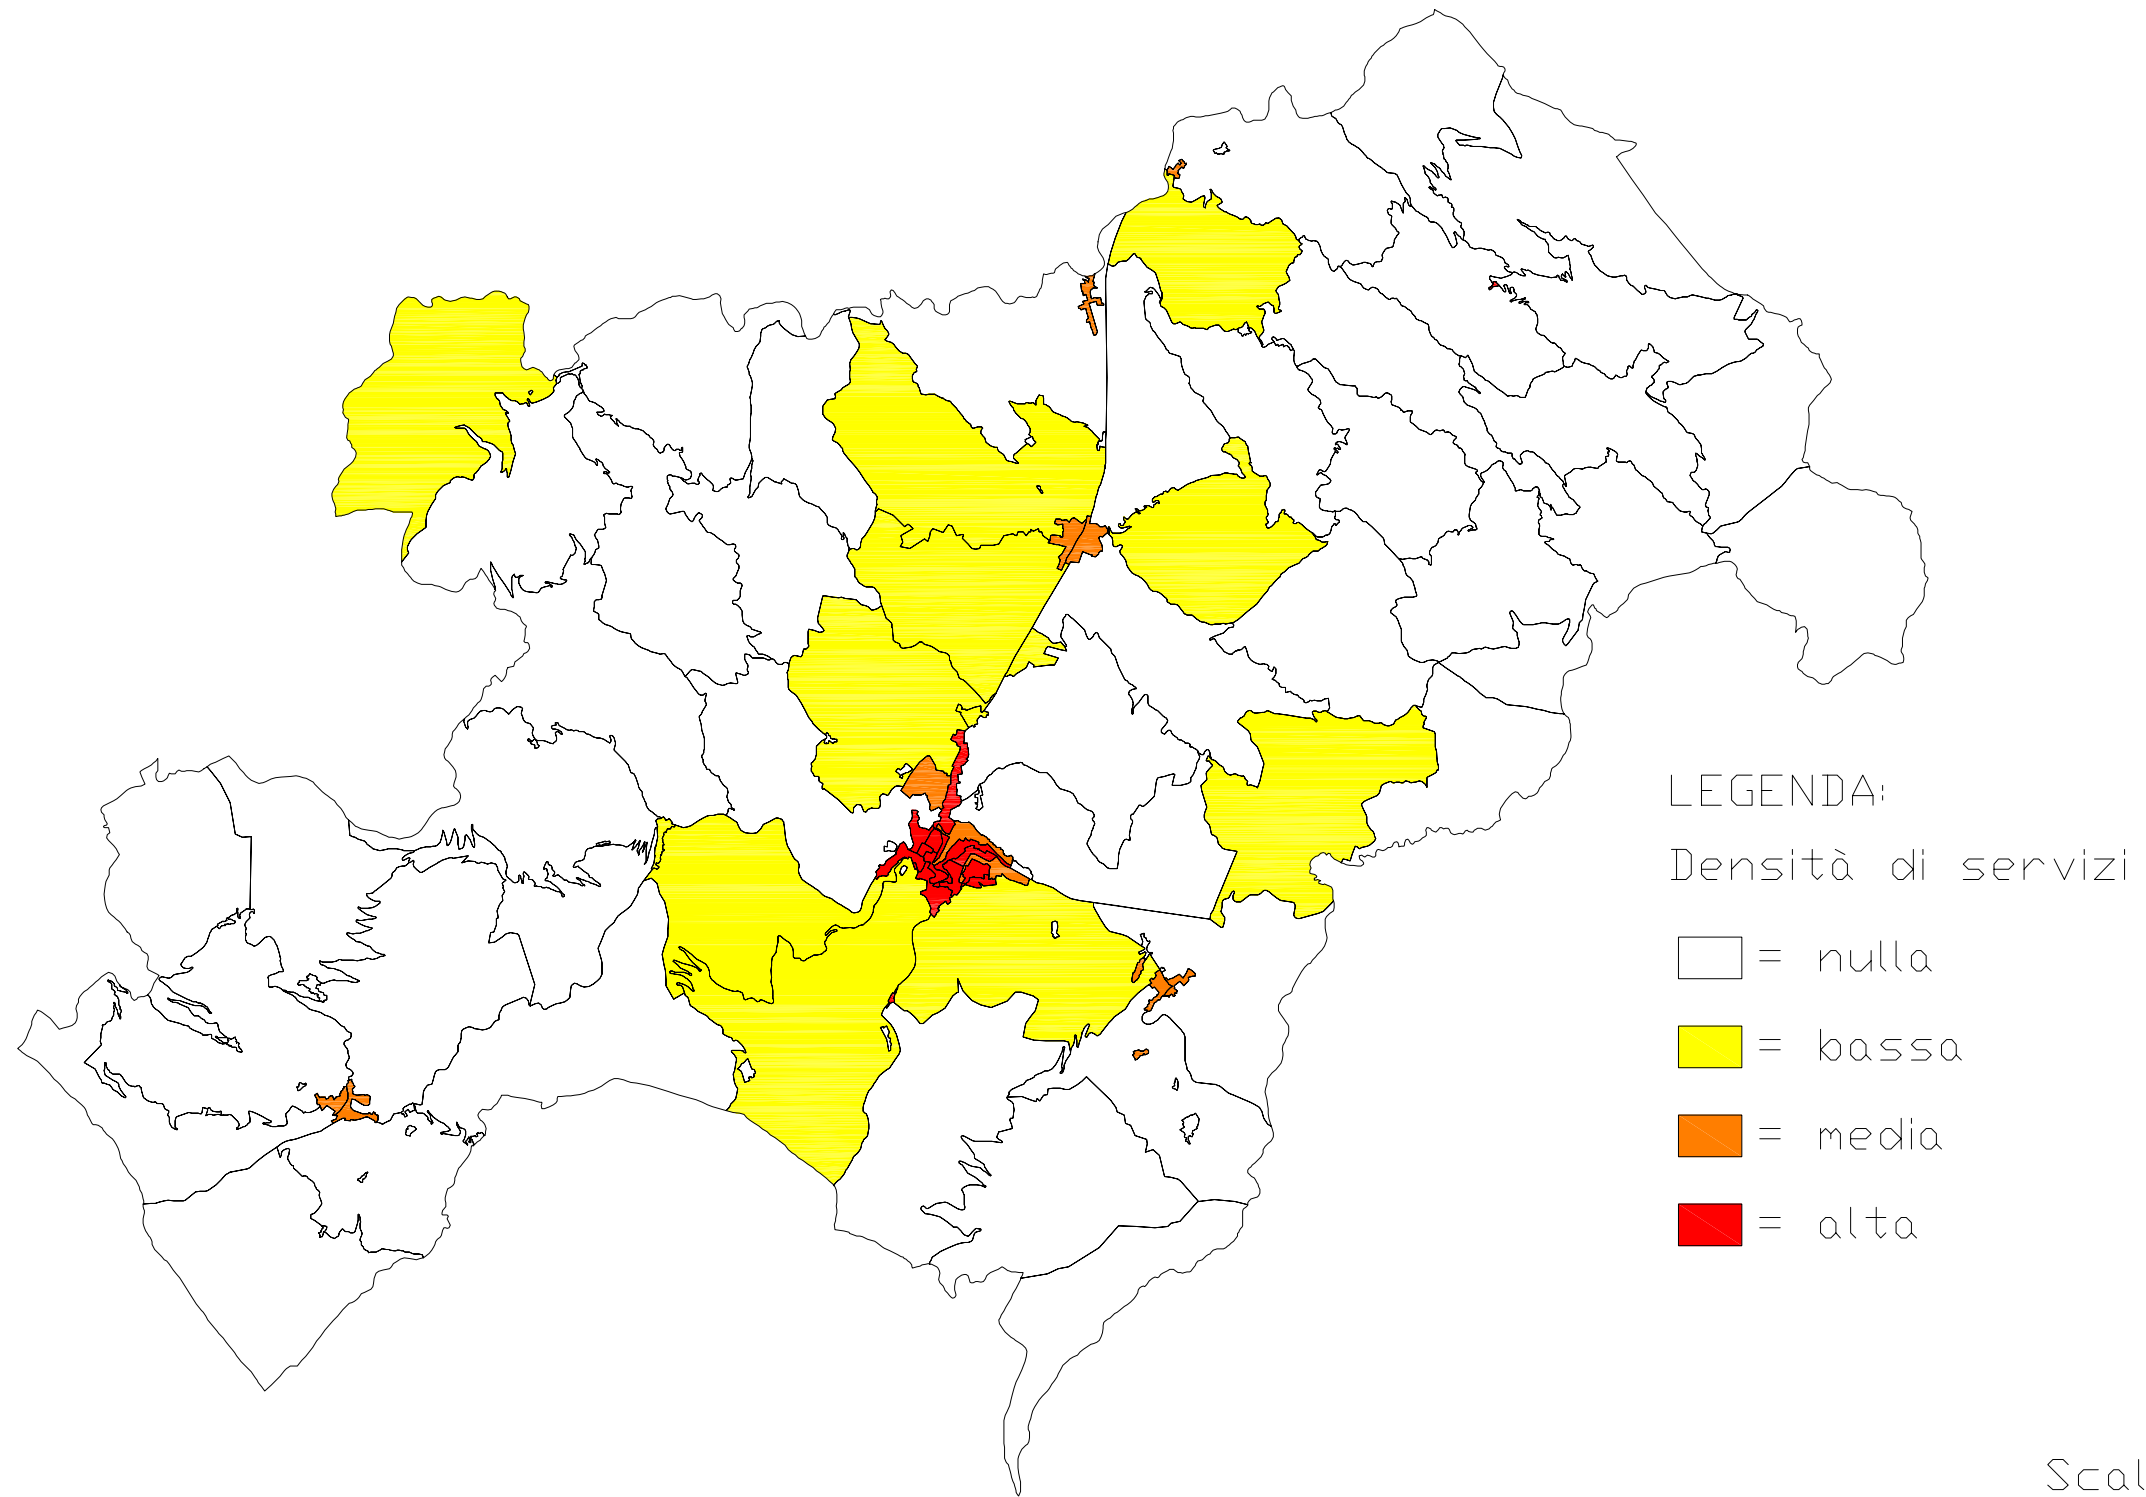 LEGENDA:
Densità di servizi
= nulla
= bassa
= media
= alta
Scal